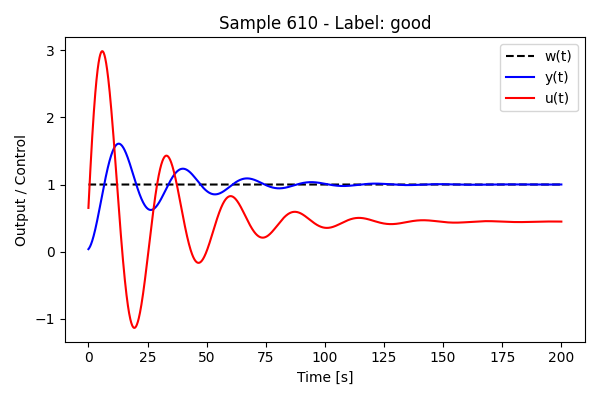 Sample 610 - Label: good
w(t)
y(t)
u(t)
Output / Control
3
2
1
0
−1
0 25 50 75 100 125 150 175 200
Time [s]